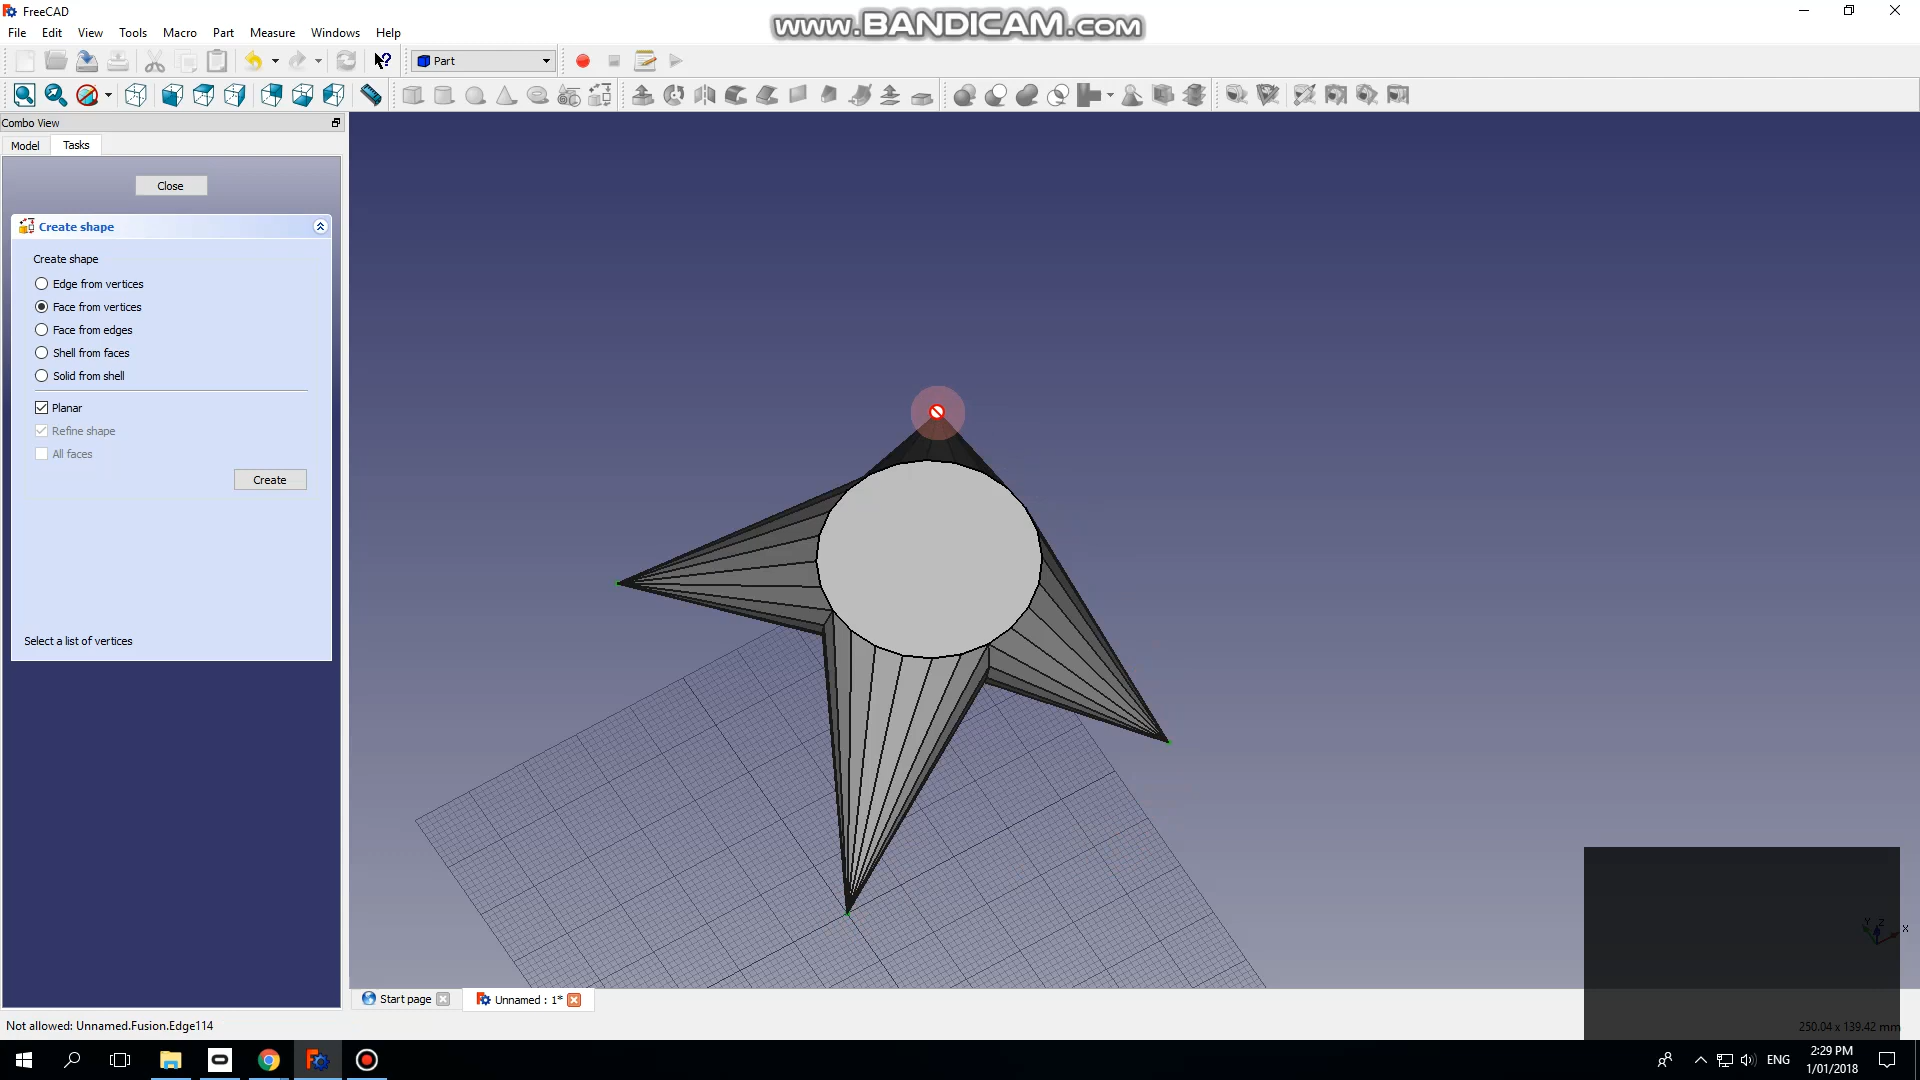 FreeCAD
www.BANDICAM.com
File Edit View Tools Macro Part Measure Windows Help
Part
Combo View
Model Tasks
Close
Create shape
Create shape
Edge from vertices
Face from vertices
Face from edges
Shell from faces
Solid from shell
Planar
Refine shape
All faces
Create
Select a list of vertices
Y Z X
Start page Unnamed : 1*
Not allowed: Unnamed.Fusion.Edge114
250.04 x 139.42 mm
ENG 2:29 PM
1/01/2018